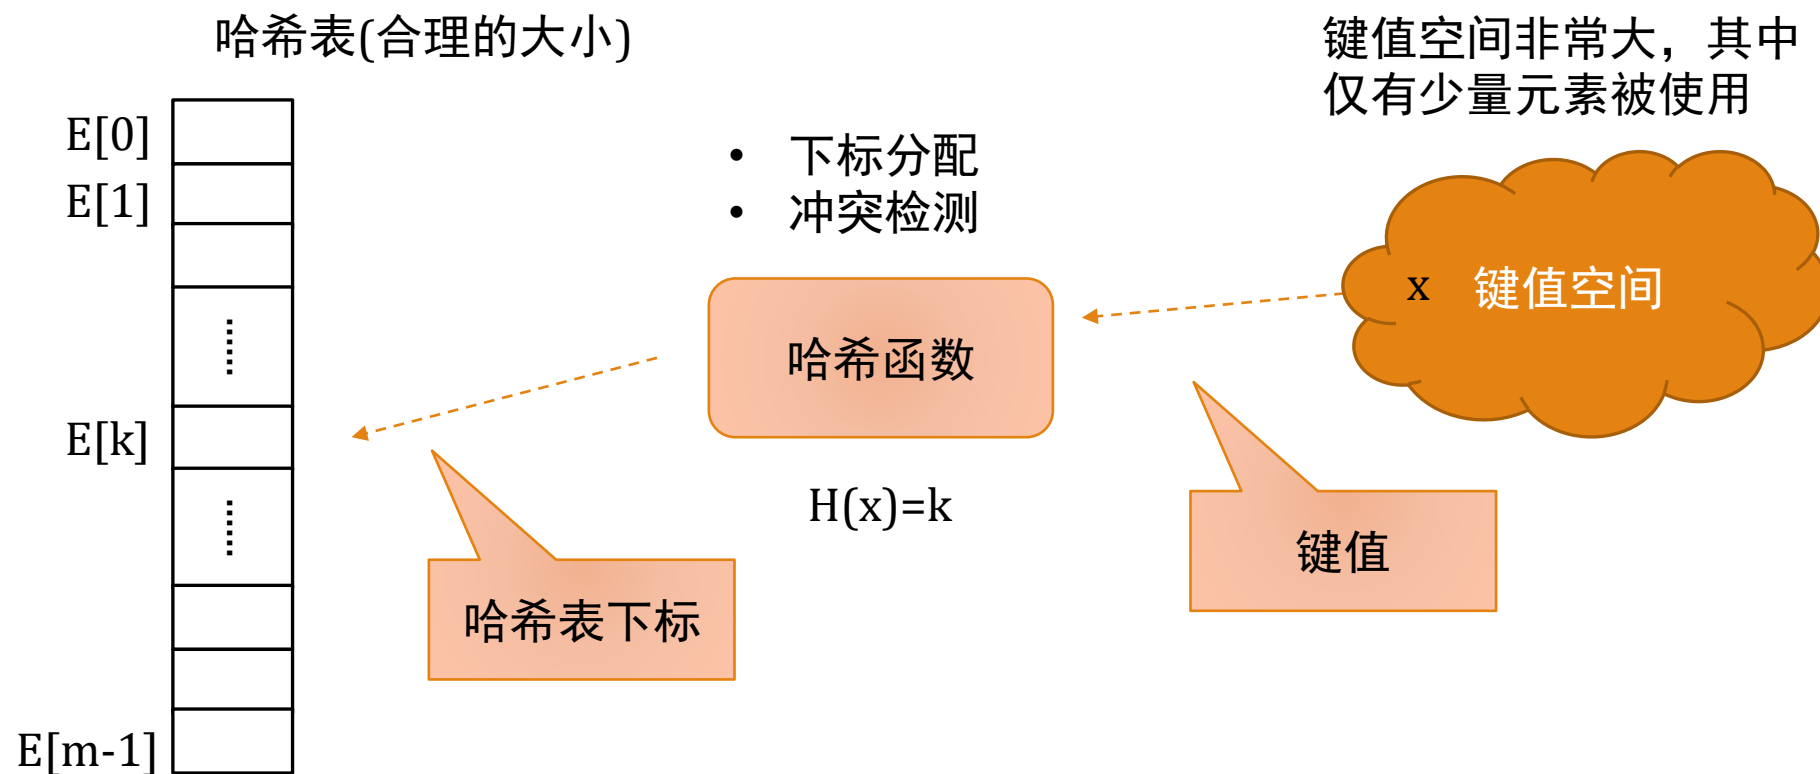 哈希表(合理的大小)
键值空间非常大，其中
仅有少量元素被使用
E[0]
E[1]
……
E[k]
……
E[m-1]
• 下标分配
• 冲突检测
哈希函数
H(x)=k
哈希表下标
x 键值空间
键值